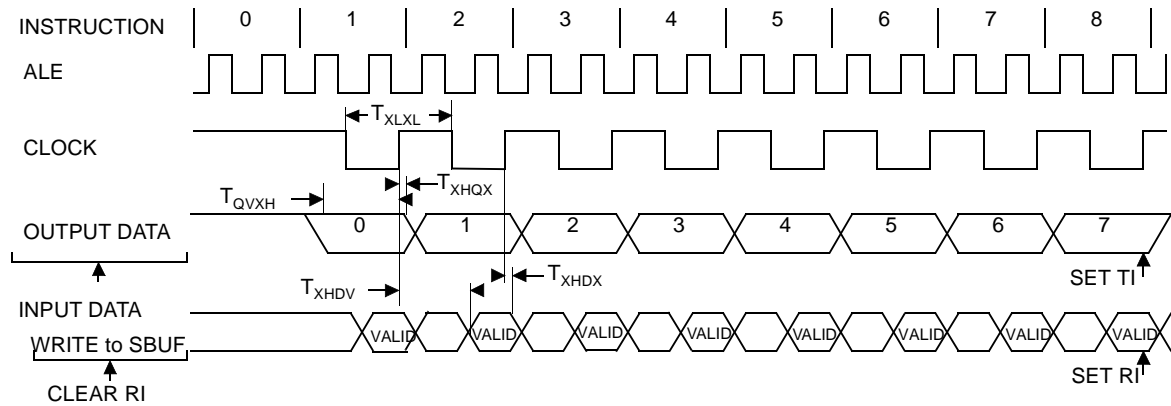 INSTRUCTION 0 1 2 3 4 5 6 7 8
ALE
TXLXL
CLOCK
TXHQX
TQVXH
OUTPUT DATA 0 1 2 3 4 5 6 7
TXHDV TXHDX SET TI
INPUT DATA
VALID VALID VALID VALID VALID VALID VALID VALID
WRITE to SBUF
SET RI
CLEAR RI